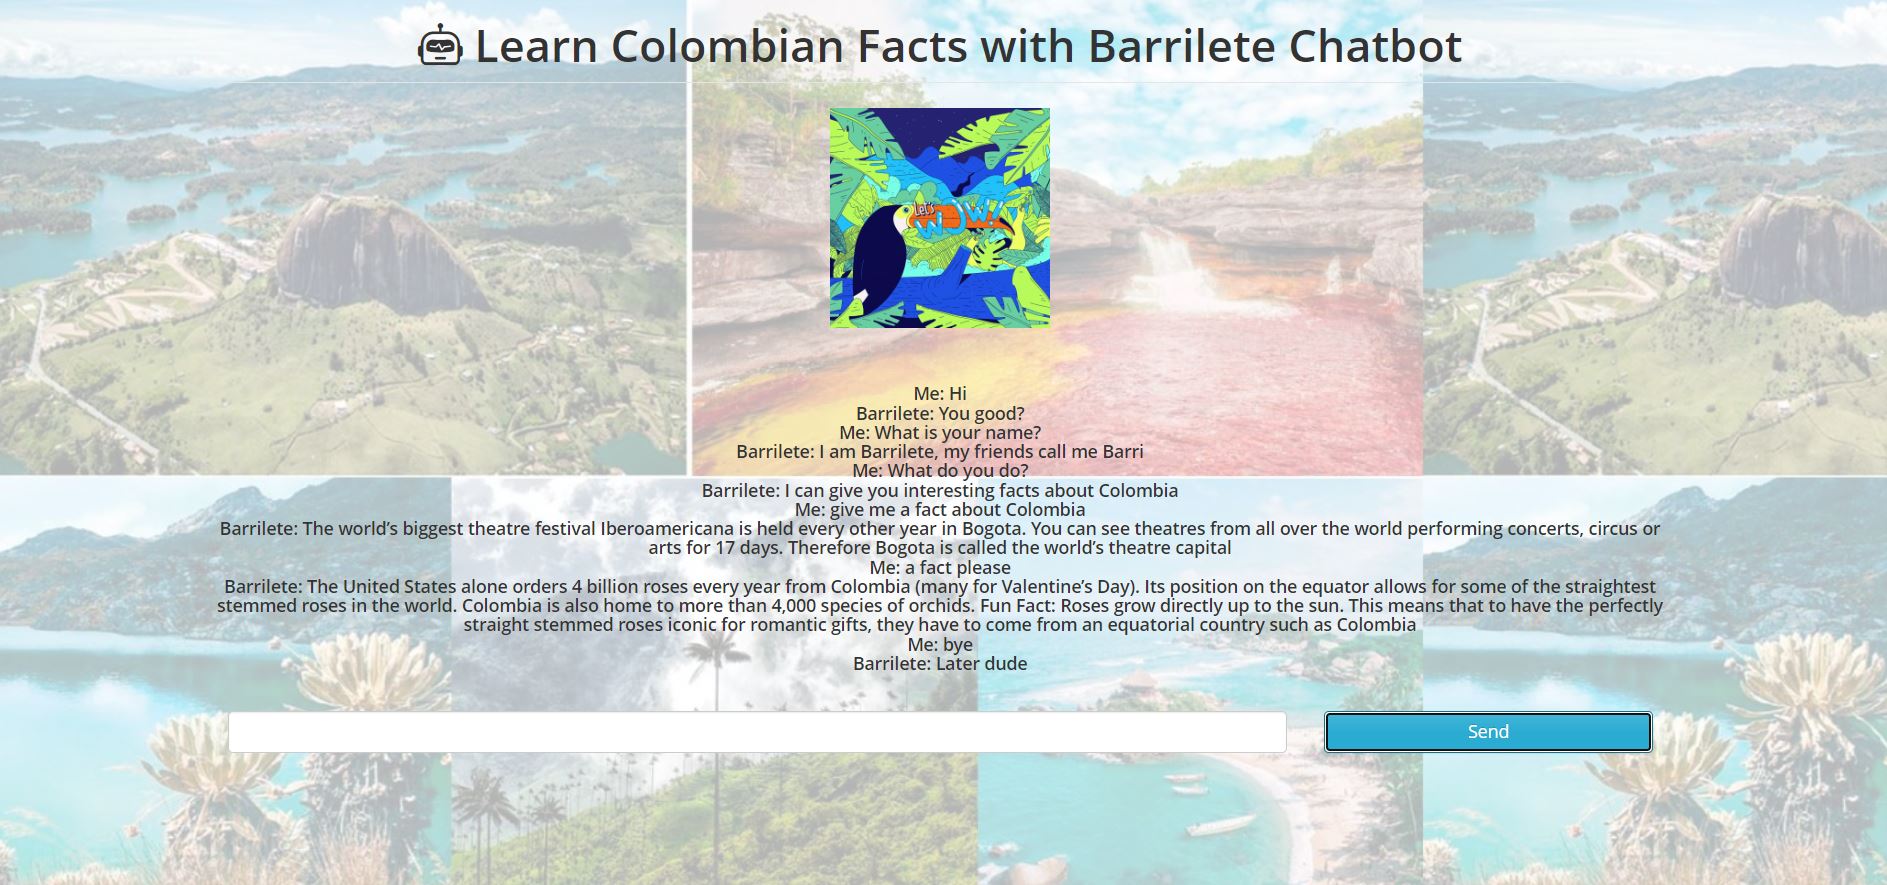 Learn Colombian Facts with Barrilete Chatbot
Let's
WOW!
Me: Hi
Barrilete: You good?
Me: What is your name?
Barrilete: I am Barrilete, my friends call me Barri
Me: What do you do?
Barrilete: I can give you interesting facts about Colombia
Me: give me a fact about Colombia
Barrilete: The world’s biggest theatre festival Iberoamericana is held every other year in Bogota. You can see theatres from all over the world performing concerts, circus or
arts for 17 days. Therefore Bogota is called the world’s theatre capital
Me: a fact please
Barrilete: The United States alone orders 4 billion roses every year from Colombia (many for Valentine’s Day). Its position on the equator allows for some of the straightest
stemmed roses in the world. Colombia is also home to more than 4,000 species of orchids. Fun Fact: Roses grow directly up to the sun. This means that to have the perfectly
straight stemmed roses iconic for romantic gifts, they have to come from an equatorial country such as Colombia
Me: bye
Barrilete: Later dude
Send